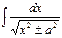 ∫ dx / √(x² ± a²)